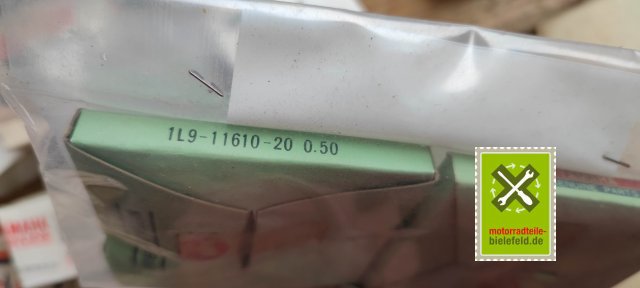 1L9-11610-20 0.50
motorradteile-
bielefeld.de